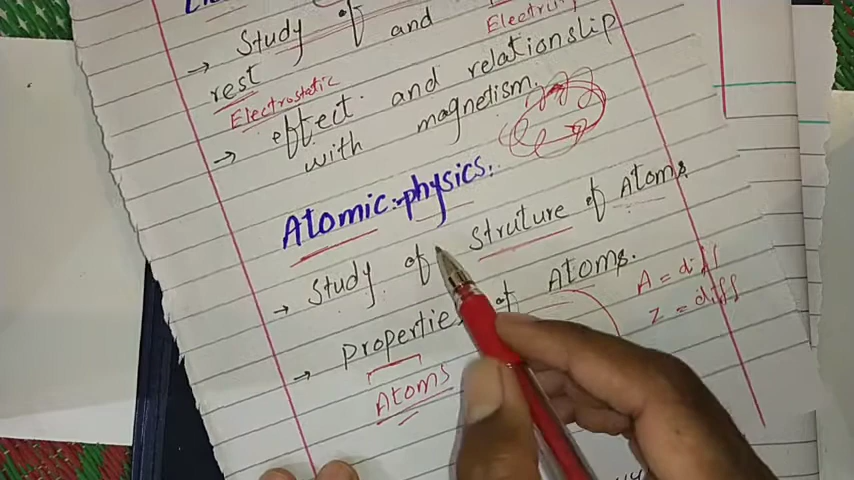 → Study of and
Electricity
rest
Electrostatic
→ effect and relationship
with magnetism.
Atomic physics.
→ Study of Struture of Atoms
→ properties of Atoms.
Atoms
A = diff
Z = diff